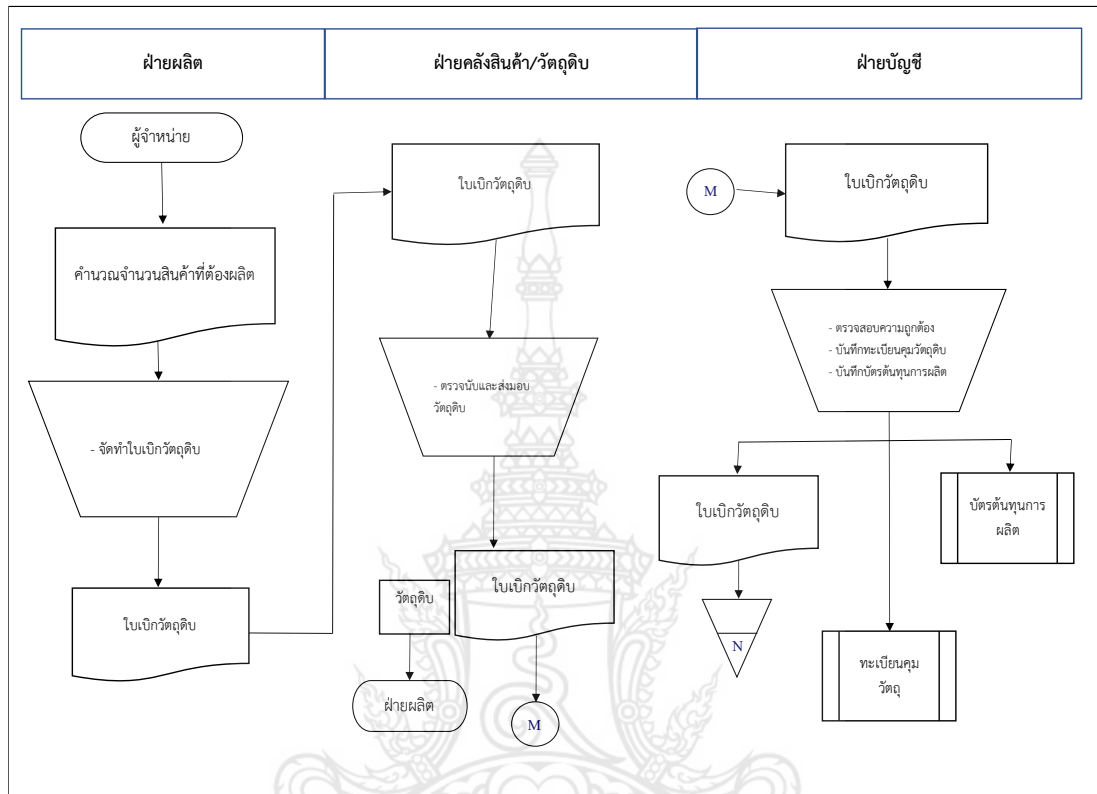 ฝ่ายผลิต
ฝ่ายคลังสินค้า/วัตถุดิบ
ฝ่ายบัญชี
ผู้จำหน่าย
คำนวณจำนวนสินค้าที่ต้องผลิต
- จัดทำใบเบิกวัตถุดิบ
ใบเบิกวัตถุดิบ
ใบเบิกวัตถุดิบ
- ตรวจนับและส่งมอบ
วัตถุดิบ
วัตถุดิบ
ใบเบิกวัตถุดิบ
ฝ่ายผลิต
M
M
ใบเบิกวัตถุดิบ
- ตรวจสอบความถูกต้อง
- บันทึกทะเบียนคุมวัตถุดิบ
- บันทึกบัตรต้นทุนการผลิต
ใบเบิกวัตถุดิบ
N
บัตรต้นทุนการ
ผลิต
ทะเบียนคุม
วัตถุ